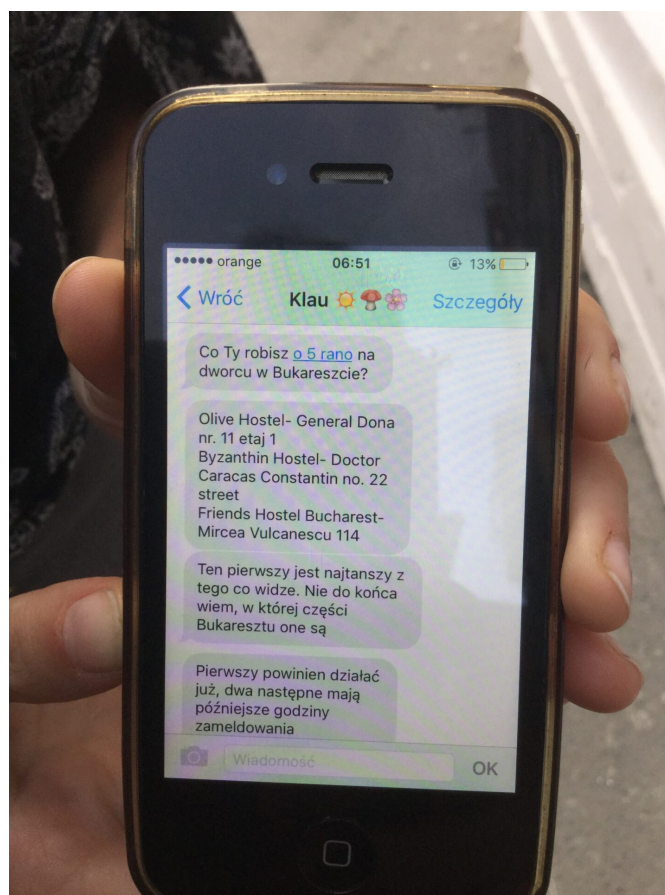 orange 06:51 13%
Wróć Klau Szczegóły
Co Ty robisz o 5 rano na
dworcu w Bukareszcie?
Olive Hostel- General Dona
nr. 11 etaj 1
Byzanthin Hostel- Doctor
Caracas Constantin no. 22
street
Friends Hostel Bucharest-
Mircea Vulcanescu 114
Ten pierwszy jest najtanszy z
tego co widze. Nie do końca
wiem, w której części
Bukaresztu one są
Pierwszy powinien działać
już, dwa następne mają
późniejsze godziny
zameldowania
Wiadomość OK